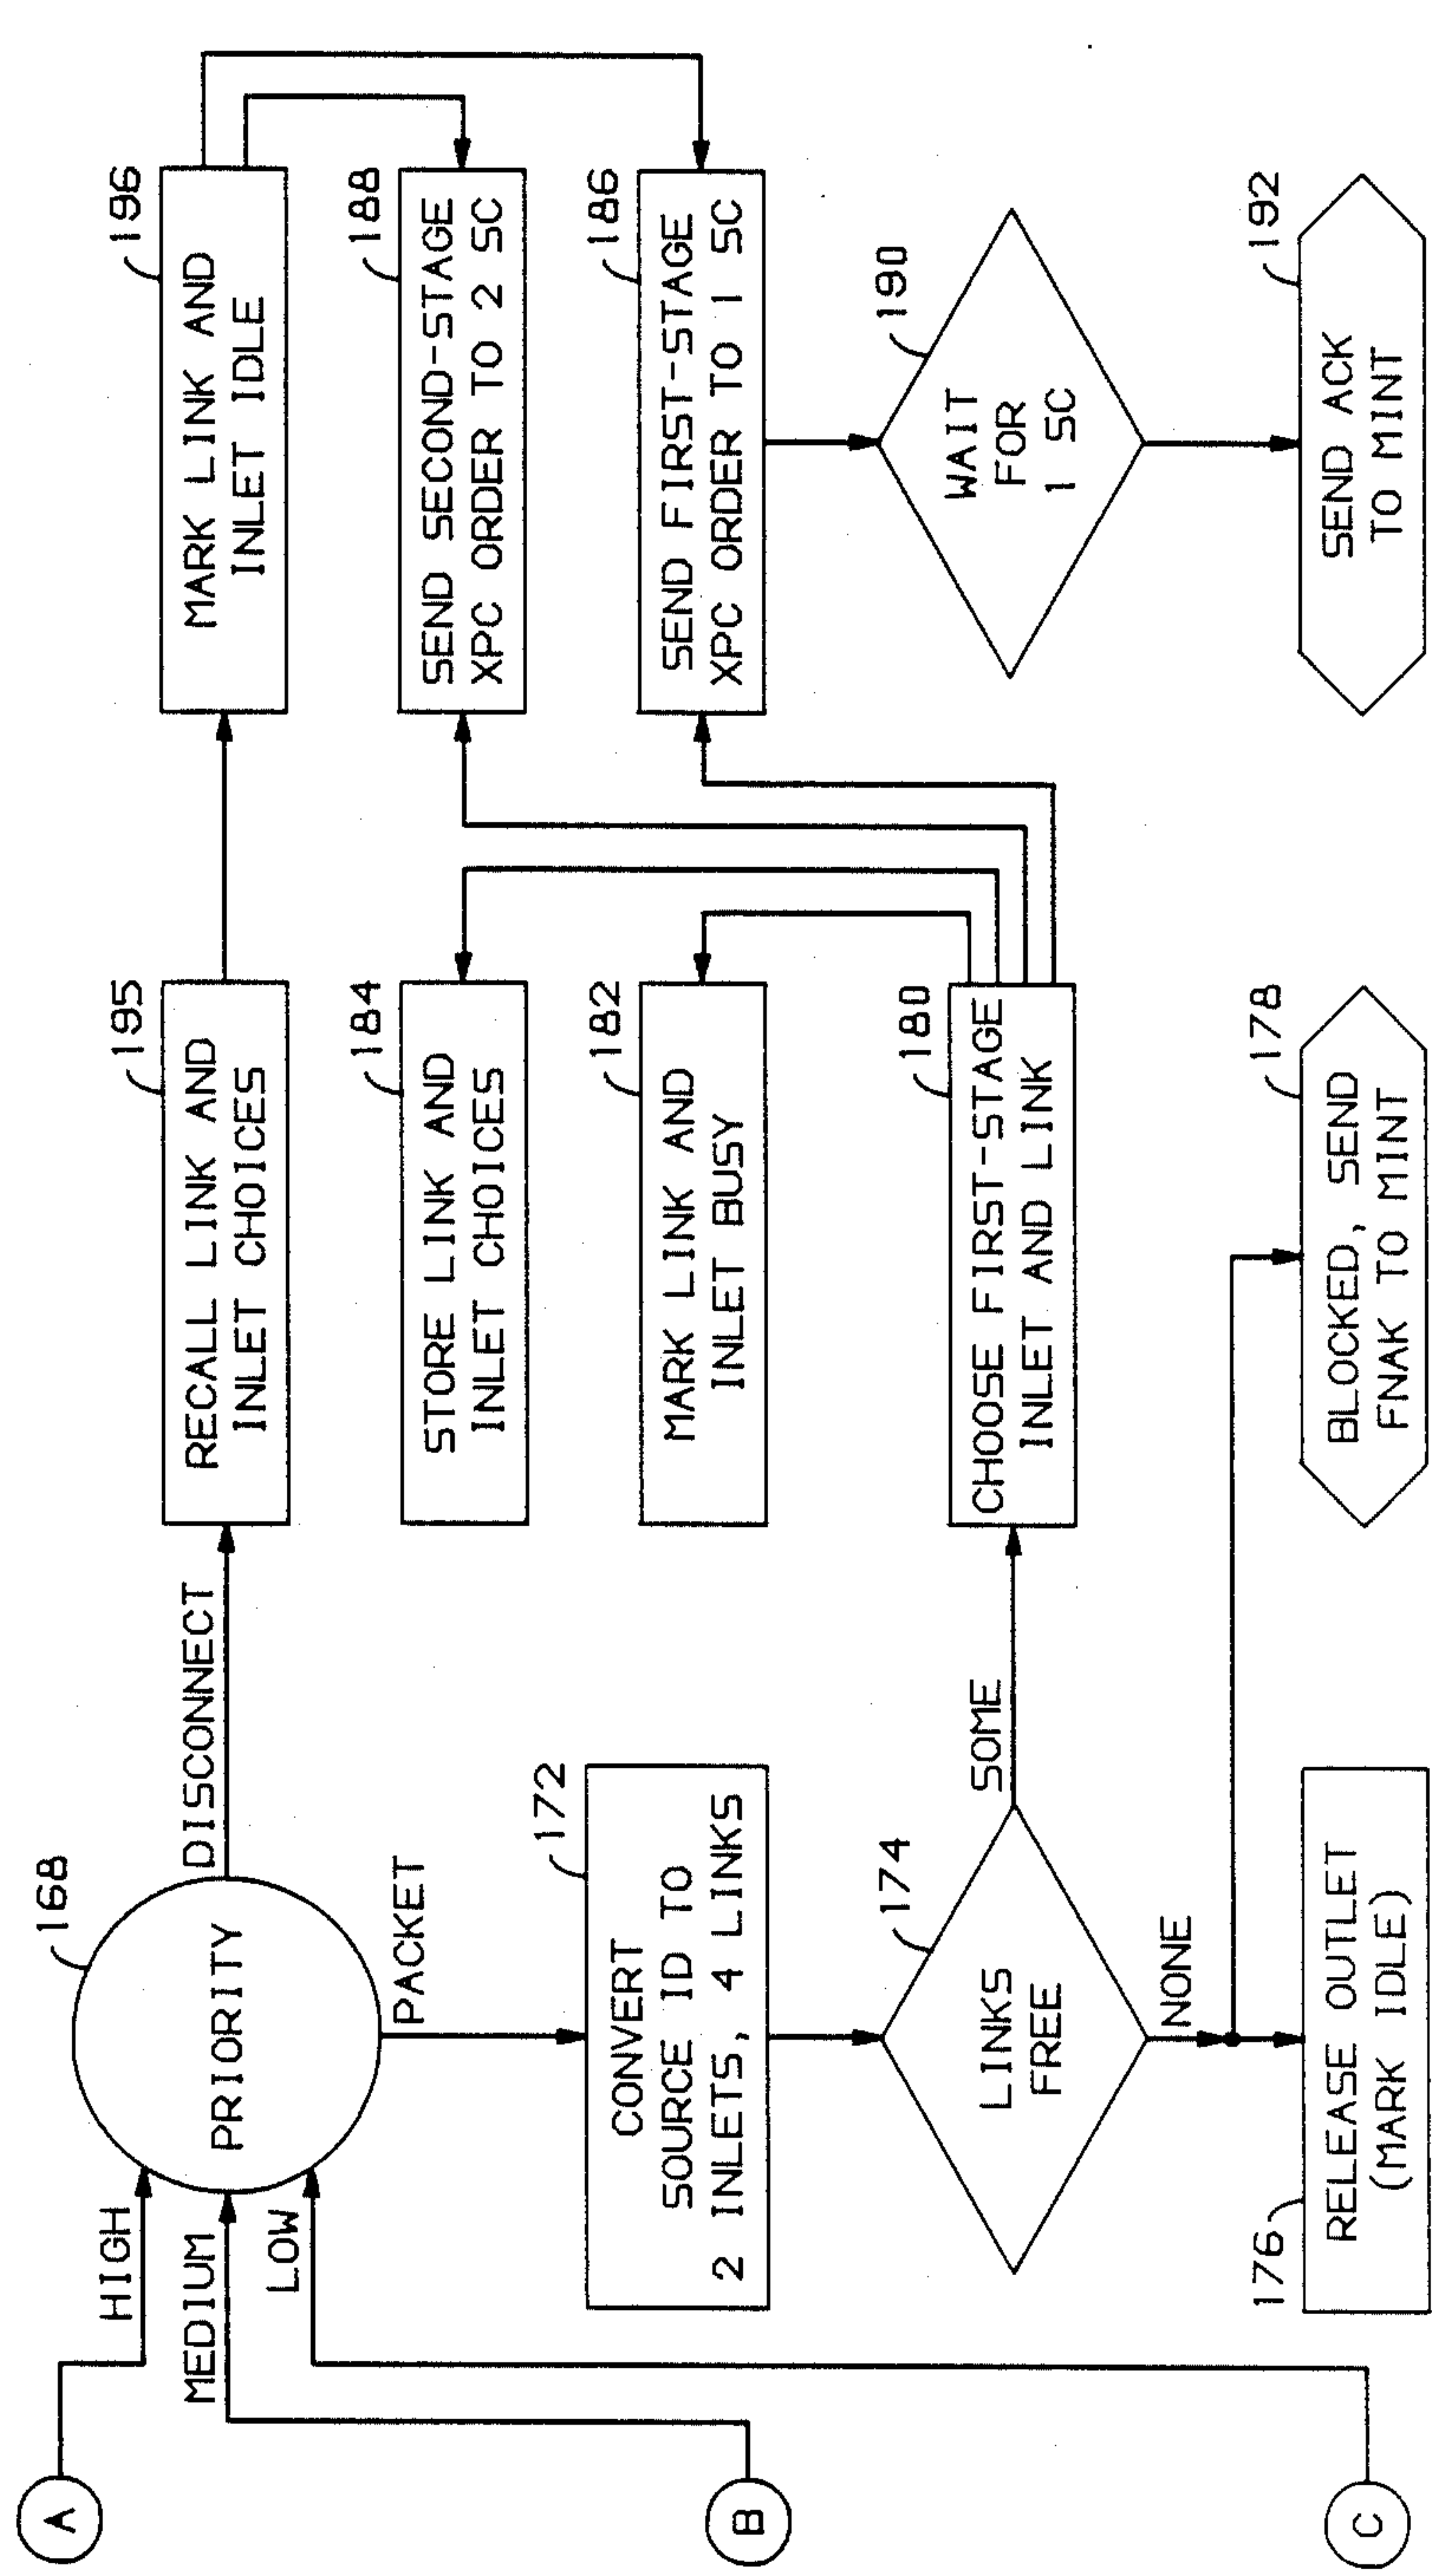 A
HIGH
MEDIUM
LOW
B
C
168
PRIORITY
DISCONNECT
PACKET
172
CONVERT
SOURCE ID TO
2 INLETS, 4 LINKS
174
LINKS
FREE
SOME
NONE
176
RELEASE OUTLET
(MARK IDLE)
195
RECALL LINK AND
INLET CHOICES
184
STORE LINK AND
INLET CHOICES
182
MARK LINK AND
INLET BUSY
180
CHOOSE FIRST-STAGE
INLET AND LINK
178
BLOCKED, SEND
FNAK TO MINT
196
MARK LINK AND
INLET IDLE
188
SEND SECOND-STAGE
XPC ORDER TO 2 SC
186
SEND FIRST-STAGE
XPC ORDER TO 1 SC
190
WAIT
FOR
1 SC
192
SEND ACK
TO MINT